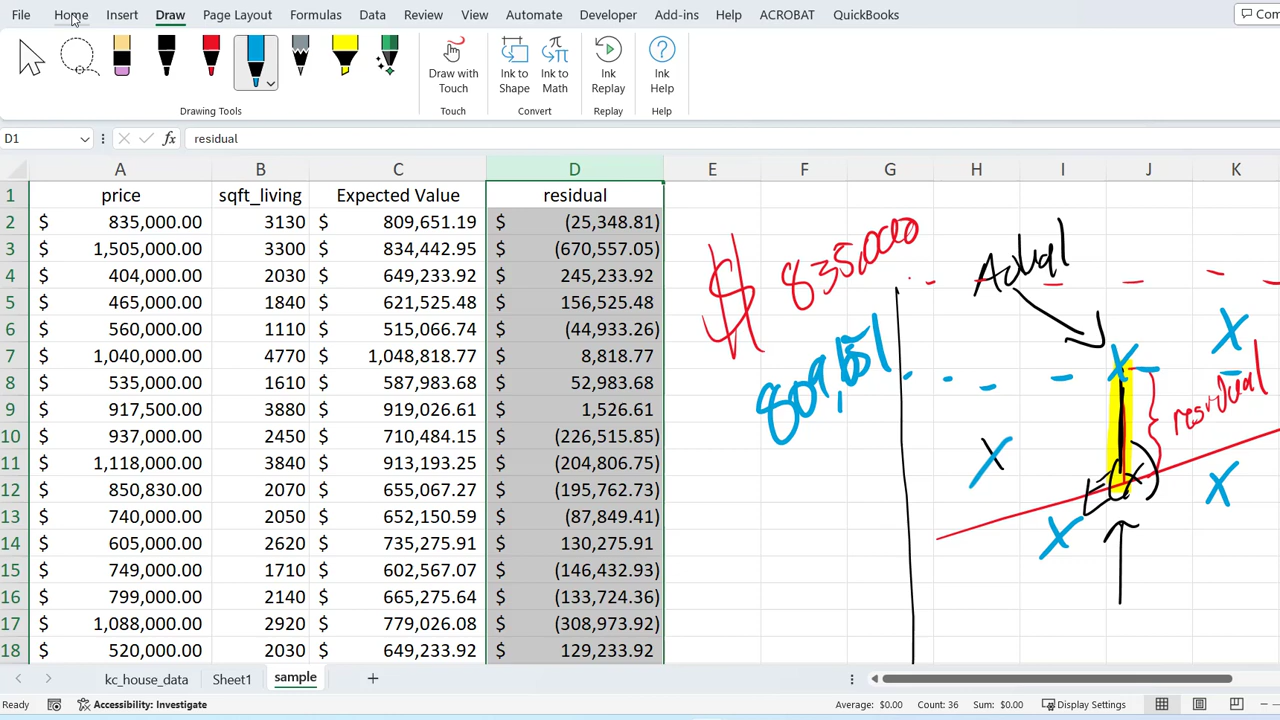 File Home Insert Draw Page Layout Formulas Data Review View Automate Developer Add-ins Help ACROBAT QuickBooks Com
Draw with Touch Ink to Shape Ink to Math Ink Replay Ink Help
Drawing Tools Touch Convert Replay Help
D1 fx residual
A B C D E F G H I J K
1 price sqft_living Expected Value residual
2 $ 835,000.00 3130 $ 809,651.19 $ (25,348.81)
3 $ 1,505,000.00 3300 $ 834,442.95 $ (670,557.05)
4 $ 404,000.00 2030 $ 649,233.92 $ 245,233.92
5 $ 465,000.00 1840 $ 621,525.48 $ 156,525.48
6 $ 560,000.00 1110 $ 515,066.74 $ (44,933.26)
7 $ 1,040,000.00 4770 $ 1,048,818.77 $ 8,818.77
8 $ 535,000.00 1610 $ 587,983.68 $ 52,983.68
9 $ 917,500.00 3880 $ 919,026.61 $ 1,526.61
10 $ 937,000.00 2450 $ 710,484.15 $ (226,515.85)
11 $ 1,118,000.00 3840 $ 913,193.25 $ (204,806.75)
12 $ 850,830.00 2070 $ 655,067.27 $ (195,762.73)
13 $ 740,000.00 2050 $ 652,150.59 $ (87,849.41)
14 $ 605,000.00 2620 $ 735,275.91 $ 130,275.91
15 $ 749,000.00 1710 $ 602,567.07 $ (146,432.93)
16 $ 799,000.00 2140 $ 665,275.64 $ (133,724.36)
17 $ 1,088,000.00 2920 $ 779,026.08 $ (308,973.92)
18 $ 520,000.00 2030 $ 649,233.92 $ 129,233.92
$ 835,000
Actual
809,651
residual
kc_house_data Sheet1 sample
Ready Accessibility: Investigate Average: $0.00 Count: 36 Sum: $0.00 Display Settings